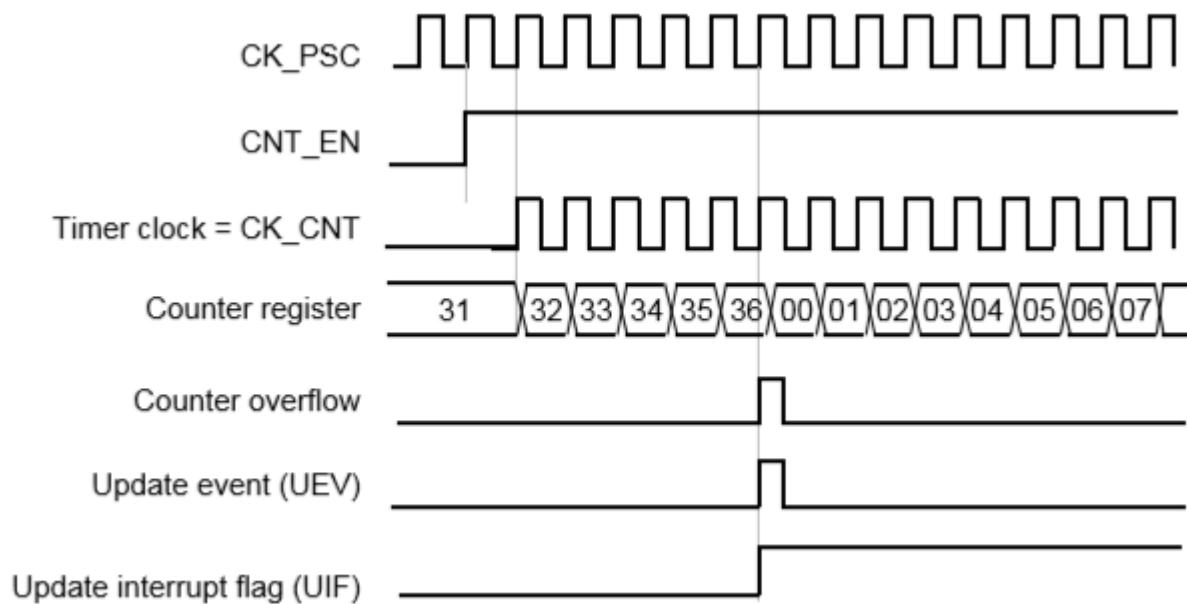 CK_PSC
CNT_EN
Timer clock = CK_CNT
Counter register 31 32 33 34 35 36 00 01 02 03 04 05 06 07
Counter overflow
Update event (UEV)
Update interrupt flag (UIF)